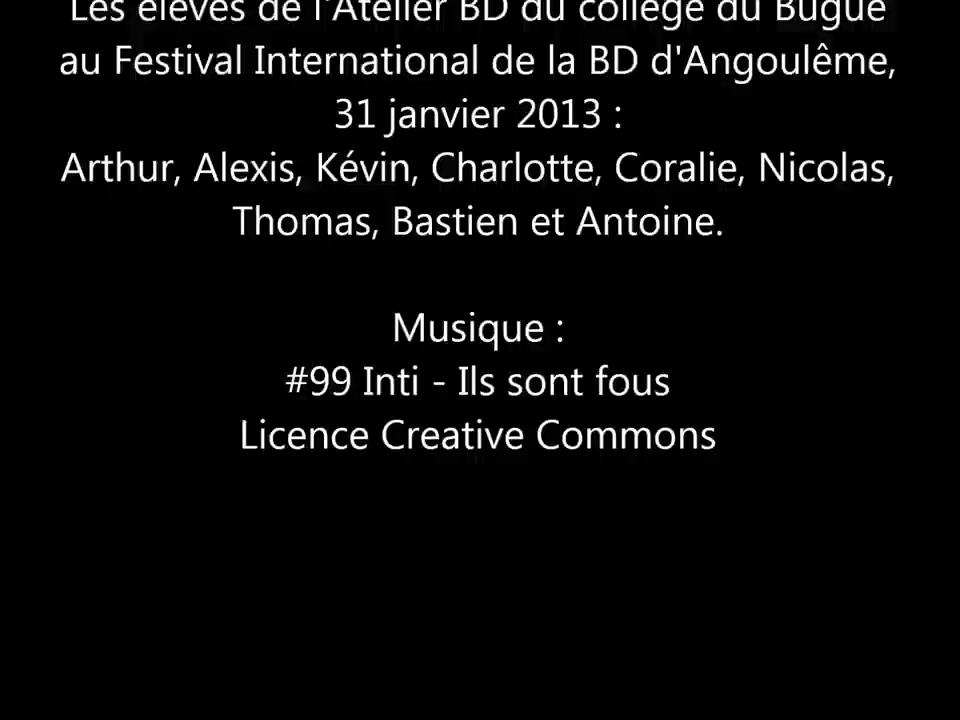 Les élèves de l'Atelier BD du collège du Bugue
au Festival International de la BD d'Angoulême,
31 janvier 2013 :
Arthur, Alexis, Kévin, Charlotte, Coralie, Nicolas,
Thomas, Bastien et Antoine.
Musique :
#99 Inti - Ils sont fous
Licence Creative Commons